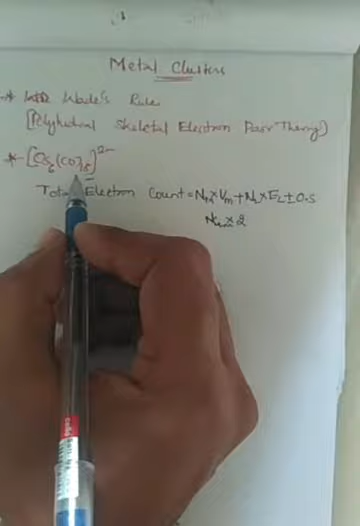 Metal Clusters
* Wade's Rule
[Polyhedral Skeletal Electron Pair Theory)
* [Os6(CO)18]2-
Total Electron Count = Nm × Vm + NL × EL ± O.S
× 2
cello